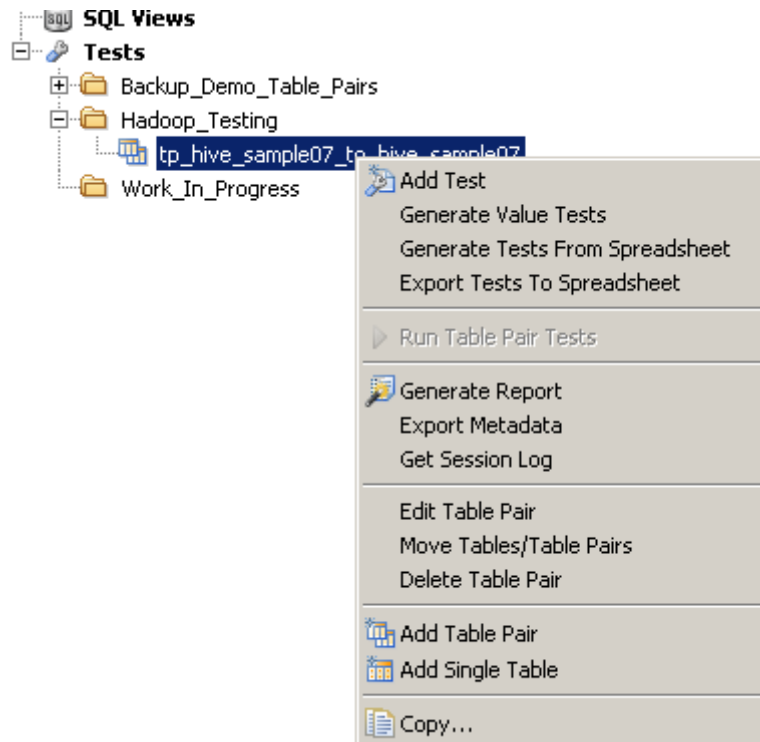 SQL SQL Views
Tests
Backup_Demo_Table_Pairs
Hadoop_Testing
tp_hive_sample07_tp_hive_sample07
Work_In_Progress
Add Test
Generate Value Tests
Generate Tests From Spreadsheet
Export Tests To Spreadsheet
Run Table Pair Tests
Generate Report
Export Metadata
Get Session Log
Edit Table Pair
Move Tables/Table Pairs
Delete Table Pair
Add Table Pair
Add Single Table
Copy...